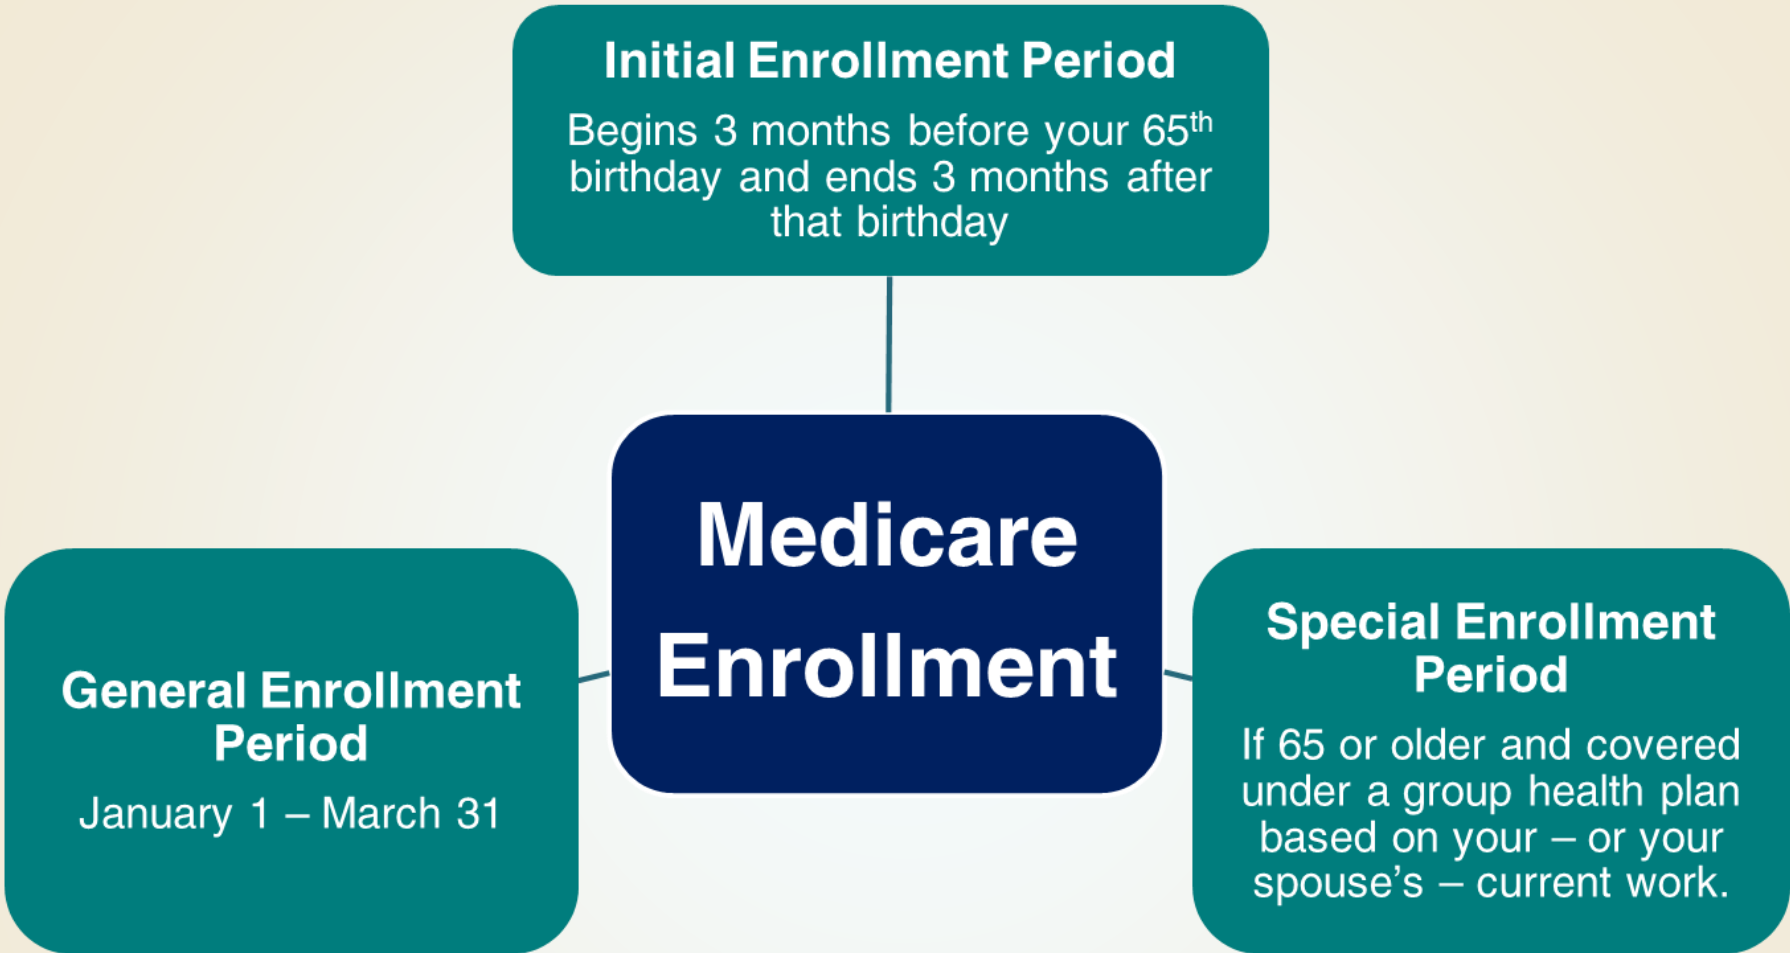 Initial Enrollment Period
Begins 3 months before your 65th
birthday and ends 3 months after
that birthday
Medicare
Enrollment
General Enrollment
Period
January 1 – March 31
Special Enrollment
Period
If 65 or older and covered
under a group health plan
based on your – or your
spouse’s – current work.